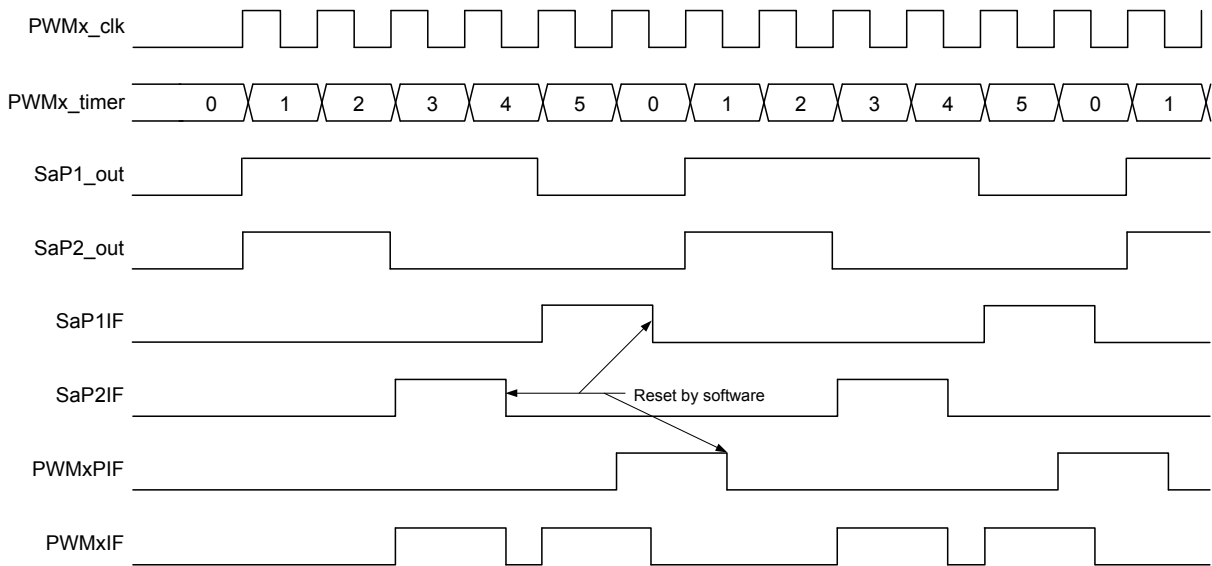 PWMx_clk
PWMx_timer 0 1 2 3 4 5 0 1 2 3 4 5 0 1
SaP1_out
SaP2_out
SaP1IF
SaP2IF Reset by software
PWMxPIF
PWMxIF